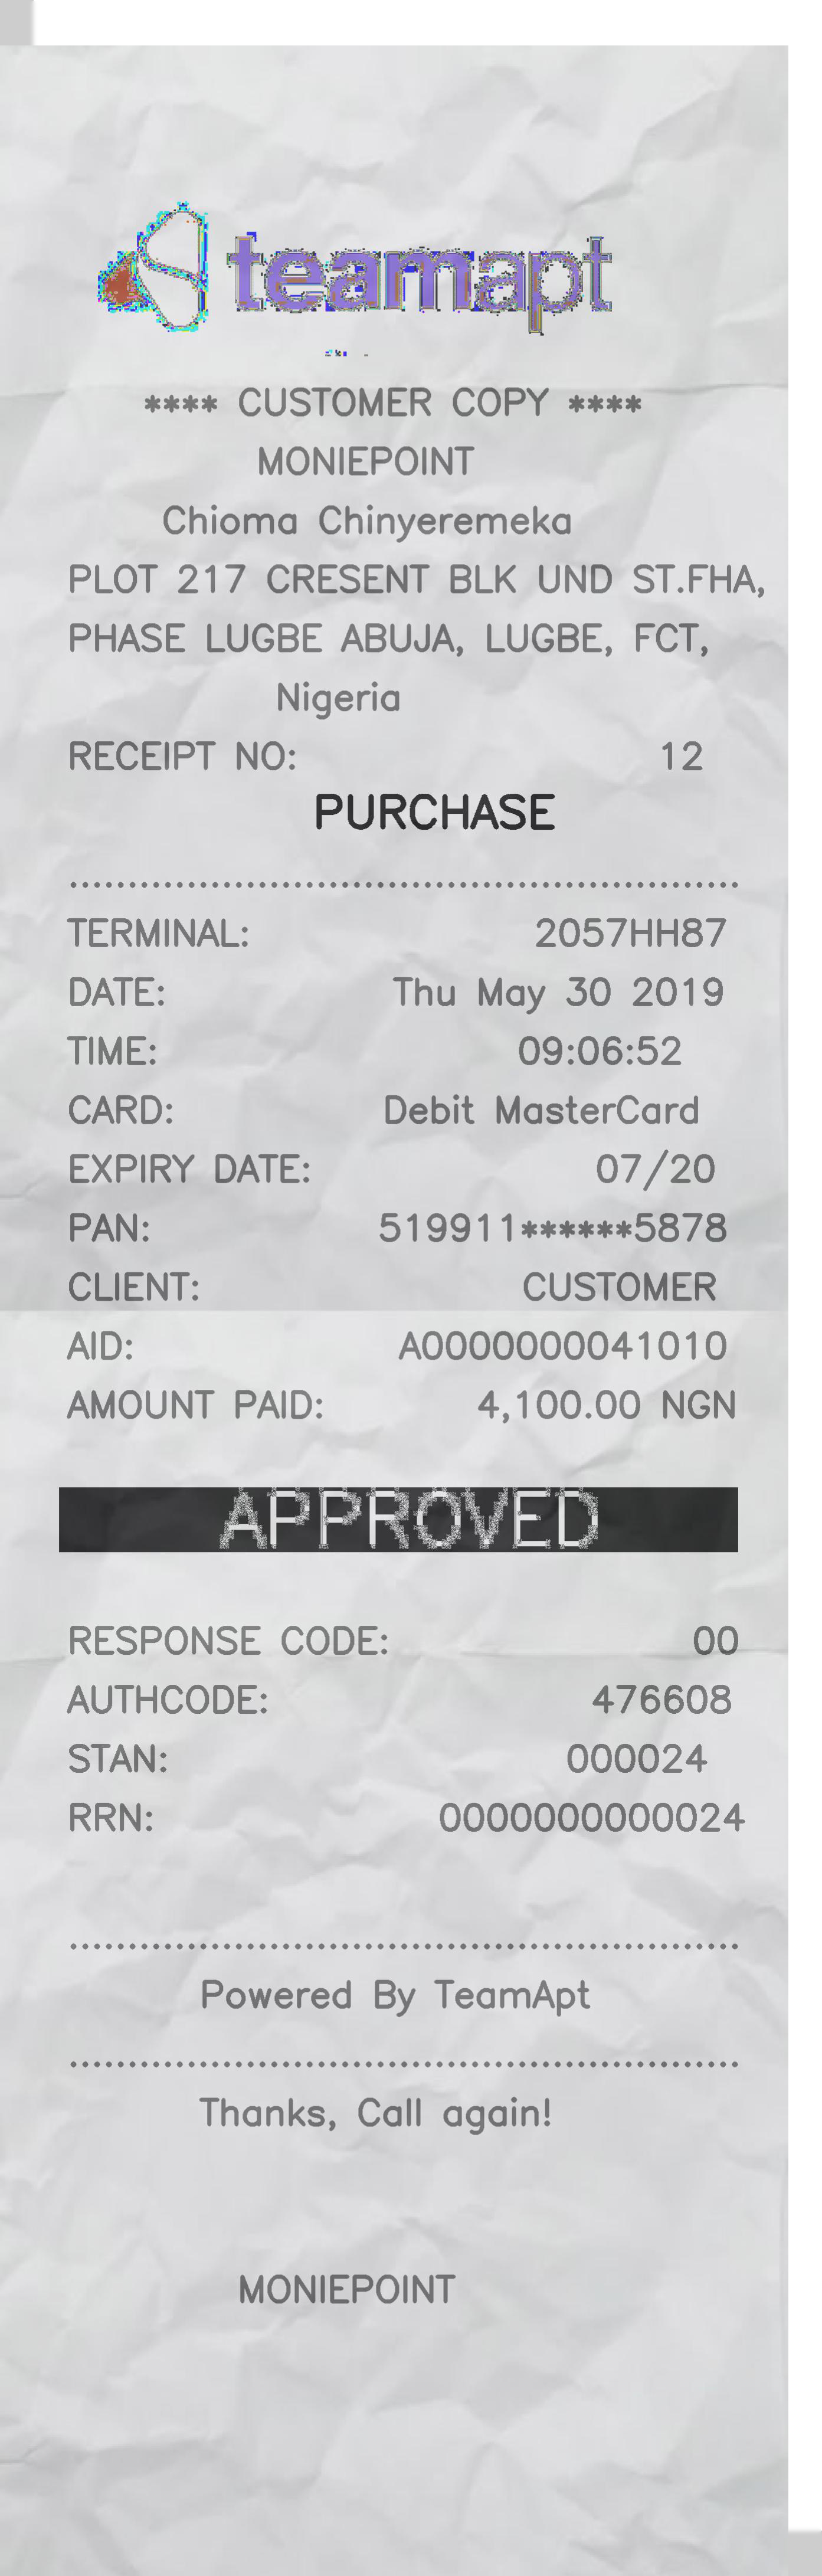 teamapt
**** CUSTOMER COPY ****
MONIEPOINT
Chioma Chinyeremeka
PLOT 217 CRESENT BLK UND ST.FHA,
PHASE LUGBE ABUJA, LUGBE, FCT,
Nigeria
RECEIPT NO: 12
PURCHASE
TERMINAL: 2057HH87
DATE: Thu May 30 2019
TIME: 09:06:52
CARD: Debit MasterCard
EXPIRY DATE: 07/20
PAN: 519911******5878
CLIENT: CUSTOMER
AID: A0000000041010
AMOUNT PAID: 4,100.00 NGN
APPROVED
RESPONSE CODE: 00
AUTHCODE: 476608
STAN: 000024
RRN: 0000000000024
Powered By TeamApt
Thanks, Call again!
MONIEPOINT